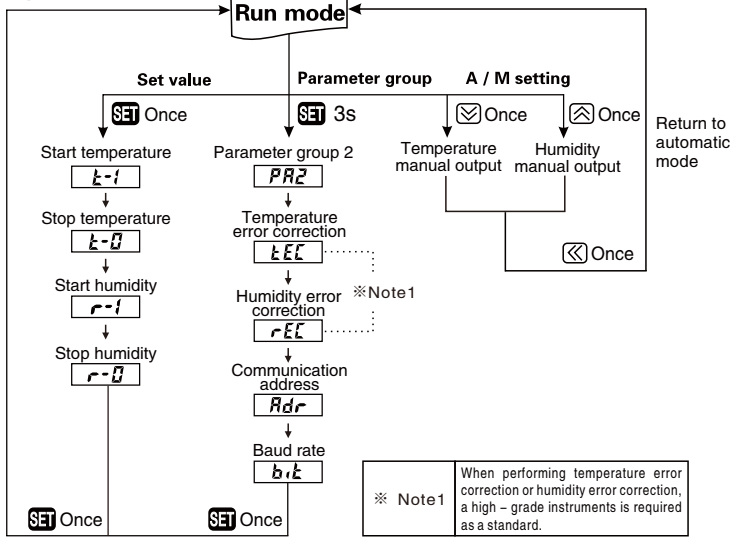 Run mode
Set value
Parameter group
A / M setting
SET Once
SET 3s
Once
Once
Return to
automatic
mode
Start temperature
t-1
Stop temperature
t-0
Start humidity
r-1
Stop humidity
r-0
SET Once
Parameter group 2
PA2
Temperature
error correction
tEC
Humidity error
correction
rEC
※Note1
Communication
address
Adr
Baud rate
bit
SET Once
Temperature
manual output
Humidity
manual output
Once
※ Note1
When performing temperature error
correction or humidity error correction,
a high – grade instruments is required
as a standard.